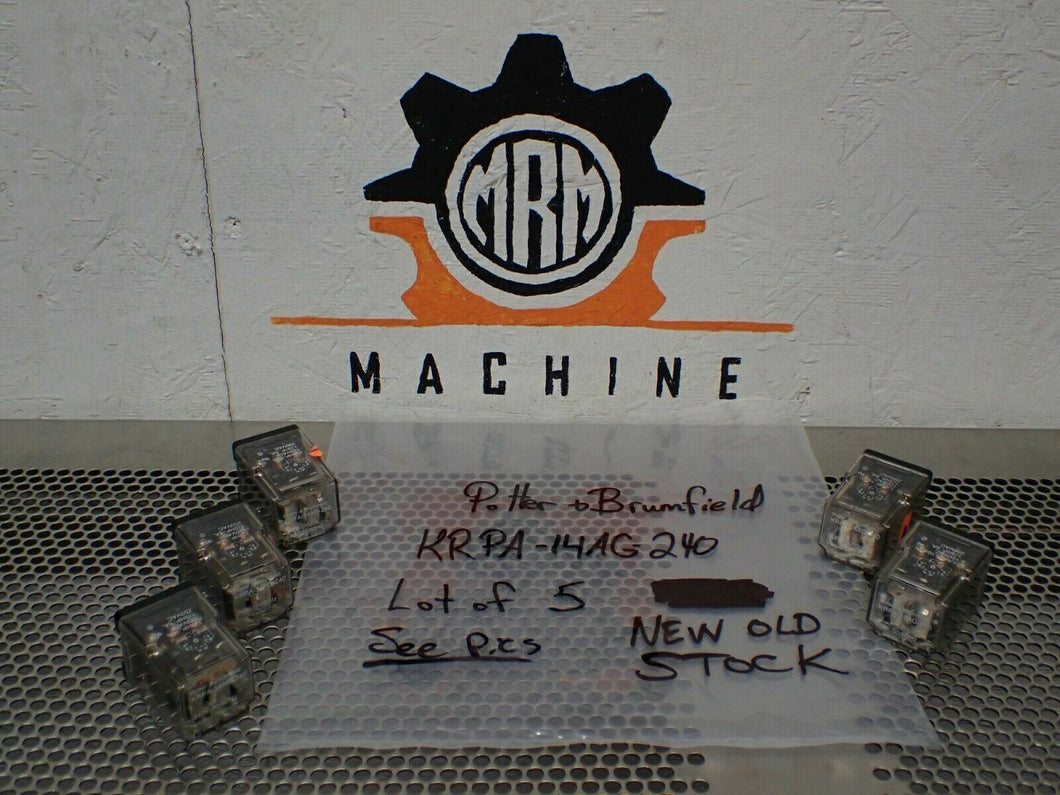 MRM
MACHINE
Potter & Brumfield
KRPA-14AG-240
Lot of 5
See pics
NEW OLD
STOCK